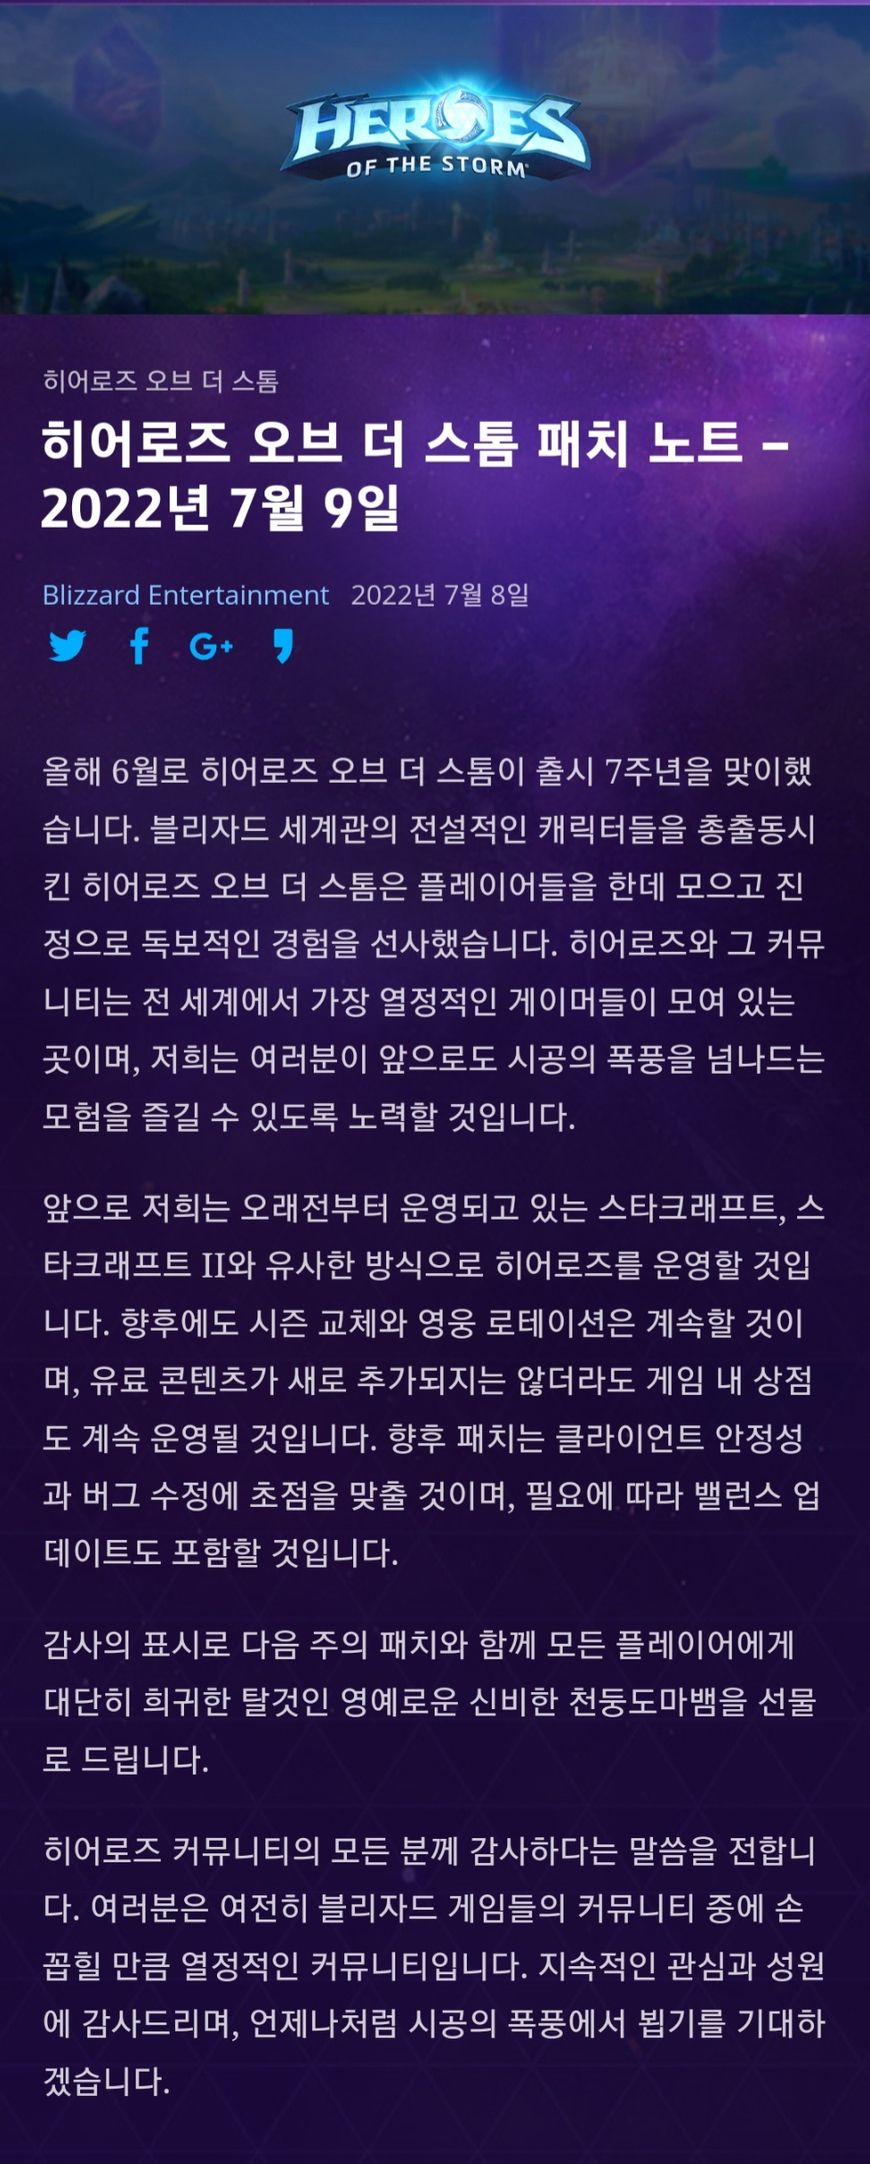 HEROES
OF THE STORM
히어로즈 오브 더 스톰
히어로즈 오브 더 스톰 패치 노트 –
2022년 7월 9일
Blizzard Entertainment 2022년 7월 8일
G+
올해 6월로 히어로즈 오브 더 스톰이 출시 7주년을 맞이했
습니다. 블리자드 세계관의 전설적인 캐릭터들을 총출동시
킨 히어로즈 오브 더 스톰은 플레이어들을 한데 모으고 진
정으로 독보적인 경험을 선사했습니다. 히어로즈와 그 커뮤
니티는 전 세계에서 가장 열정적인 게이머들이 모여 있는
곳이며, 저희는 여러분이 앞으로도 시공의 폭풍을 넘나드는
모험을 즐길 수 있도록 노력할 것입니다.
앞으로 저희는 오래전부터 운영되고 있는 스타크래프트, 스
타크래프트 II와 유사한 방식으로 히어로즈를 운영할 것입
니다. 향후에도 시즌 교체와 영웅 로테이션은 계속할 것이
며, 유료 콘텐츠가 새로 추가되지는 않더라도 게임 내 상점
도 계속 운영될 것입니다. 향후 패치는 클라이언트 안정성
과 버그 수정에 초점을 맞출 것이며, 필요에 따라 밸런스 업
데이트도 포함할 것입니다.
감사의 표시로 다음 주의 패치와 함께 모든 플레이어에게
대단히 희귀한 탈것인 영예로운 신비한 천둥도마뱀을 선물
로 드립니다.
히어로즈 커뮤니티의 모든 분께 감사하다는 말씀을 전합니
다. 여러분은 여전히 블리자드 게임들의 커뮤니티 중에 손
꼽힐 만큼 열정적인 커뮤니티입니다. 지속적인 관심과 성원
에 감사드리며, 언제나처럼 시공의 폭풍에서 뵙기를 기대하
겠습니다.